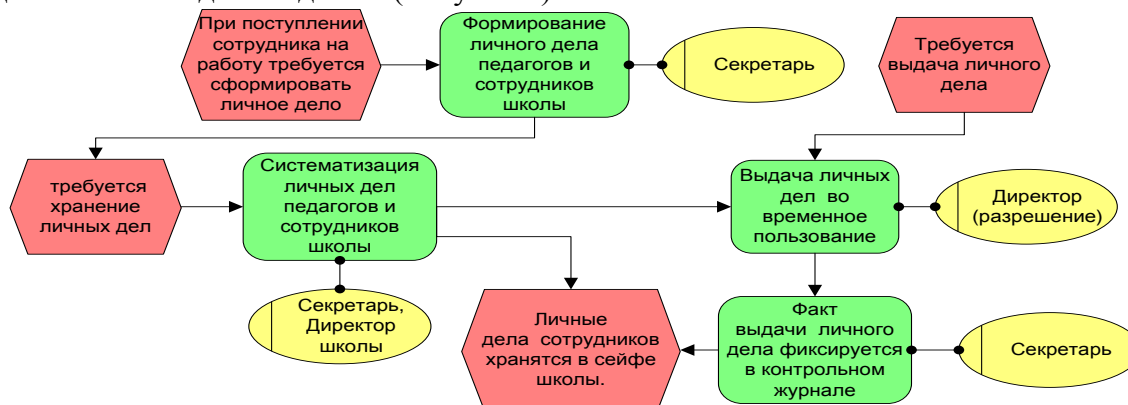 При поступлении
сотрудника на
работу требуется
сформировать
личное дело
Формирование
личного дела
педагогов и
сотрудников
школы
Секретарь
Требуется
выдача личного
дела
требуется
хранение
личных дел
Систематизация
личных дел
педагогов и
сотрудников
школы
Выдача личных
дел во
временное
пользование
Директор
(разрешение)
Секретарь,
Директор
школы
Личные
дела сотрудников
хранятся в сейфе
школы.
Факт
выдачи личного
дела фиксируется
в контрольном
журнале
Секретарь